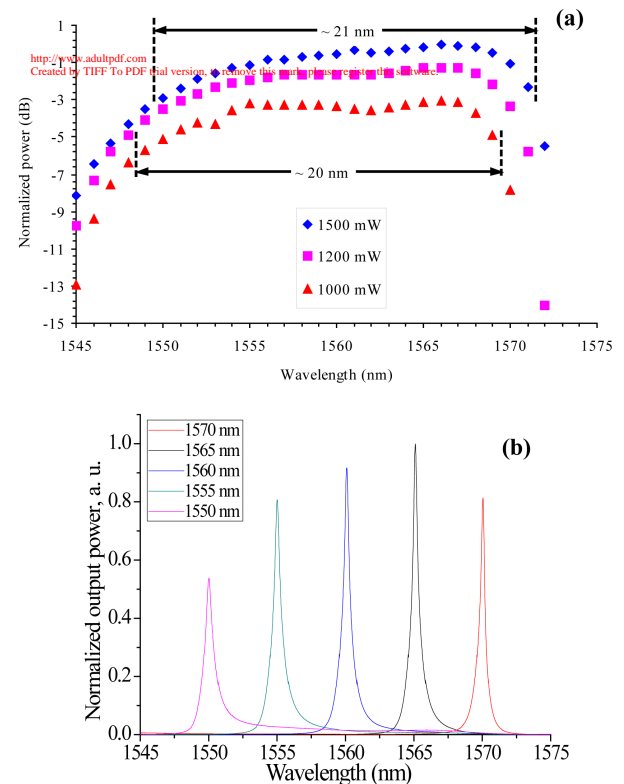 (a)
~ 21 nm
http://www.adultpdf.com
Created by TIFF To PDF trial version, to remove this mark, please register this software.
Normalized power (dB)
1
-1
-3
-5
-7
-9
-11
-13
-15
~ 20 nm
1500 mW
1200 mW
1000 mW
1545 1550 1555 1560 1565 1570 1575
Wavelength (nm)
(b)
1570 nm
1565 nm
1560 nm
1555 nm
1550 nm
Normalized output power, a. u.
1.0
0.8
0.6
0.4
0.2
0.0
1545 1550 1555 1560 1565 1570 1575
Wavelength (nm)